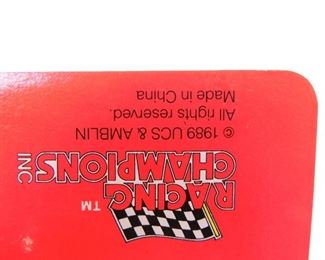 RACING
CHAMPIONS
INC
TM
© 1989 UCS & AMBLIN
All rights reserved.
Made in China